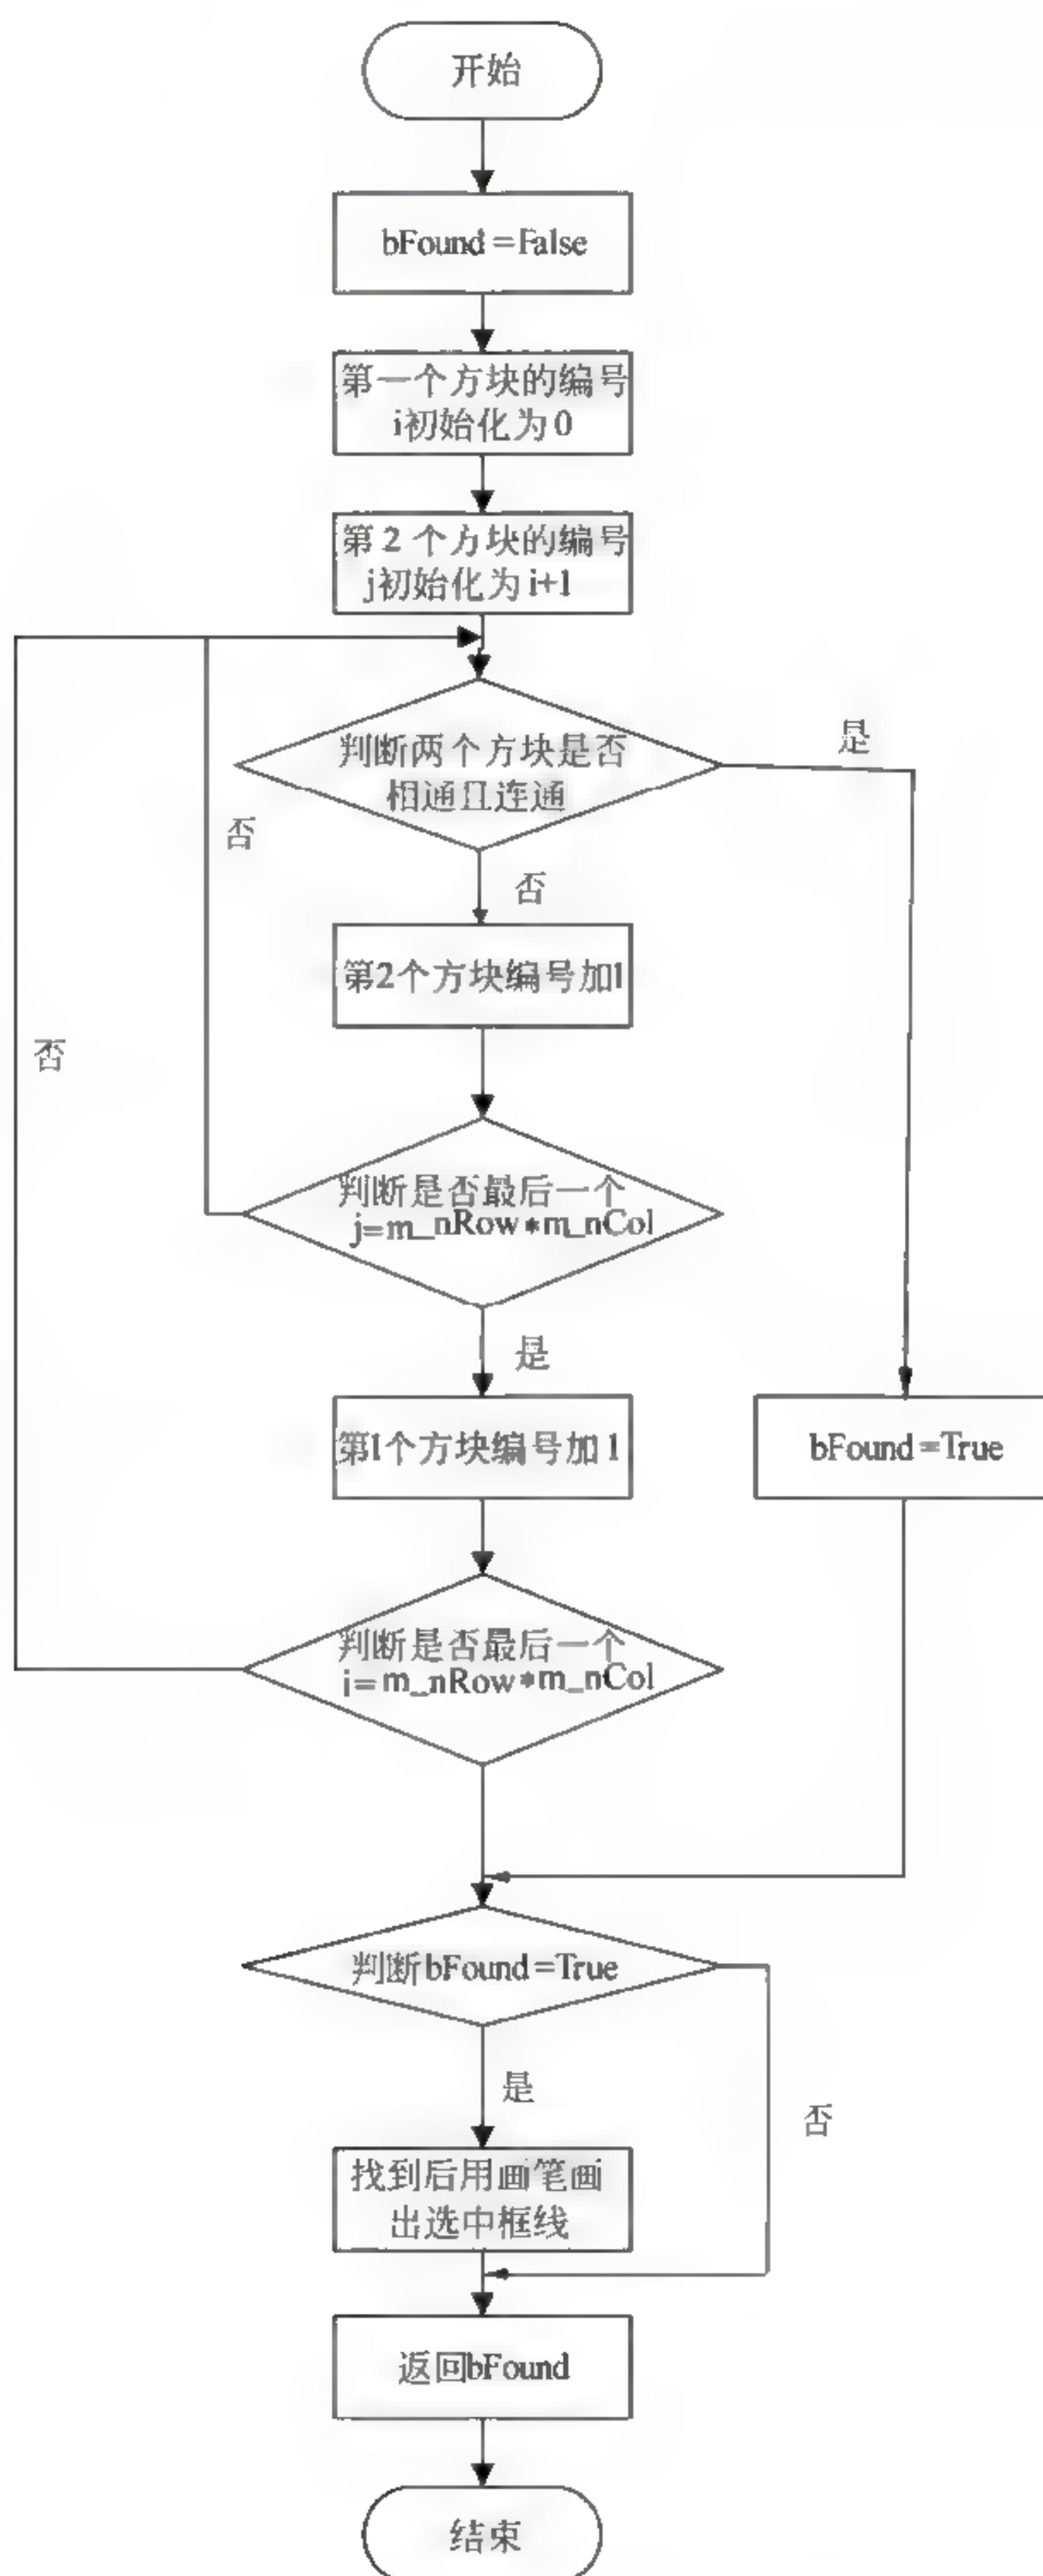 开始
bFound=False
第一个方块的编号
i初始化为0
第2个方块的编号
j初始化为i+1
判断两个方块是否
相通且连通
是
否
否
第2个方块编号加1
否
判断是否最后一个
j=m_nRow*m_nCol
是
第1个方块编号加1
bFound=True
判断是否最后一个
i=m_nRow*m_nCol
判断bFound=True
是
否
找到后用画笔画
出选中框线
返回bFound
结束